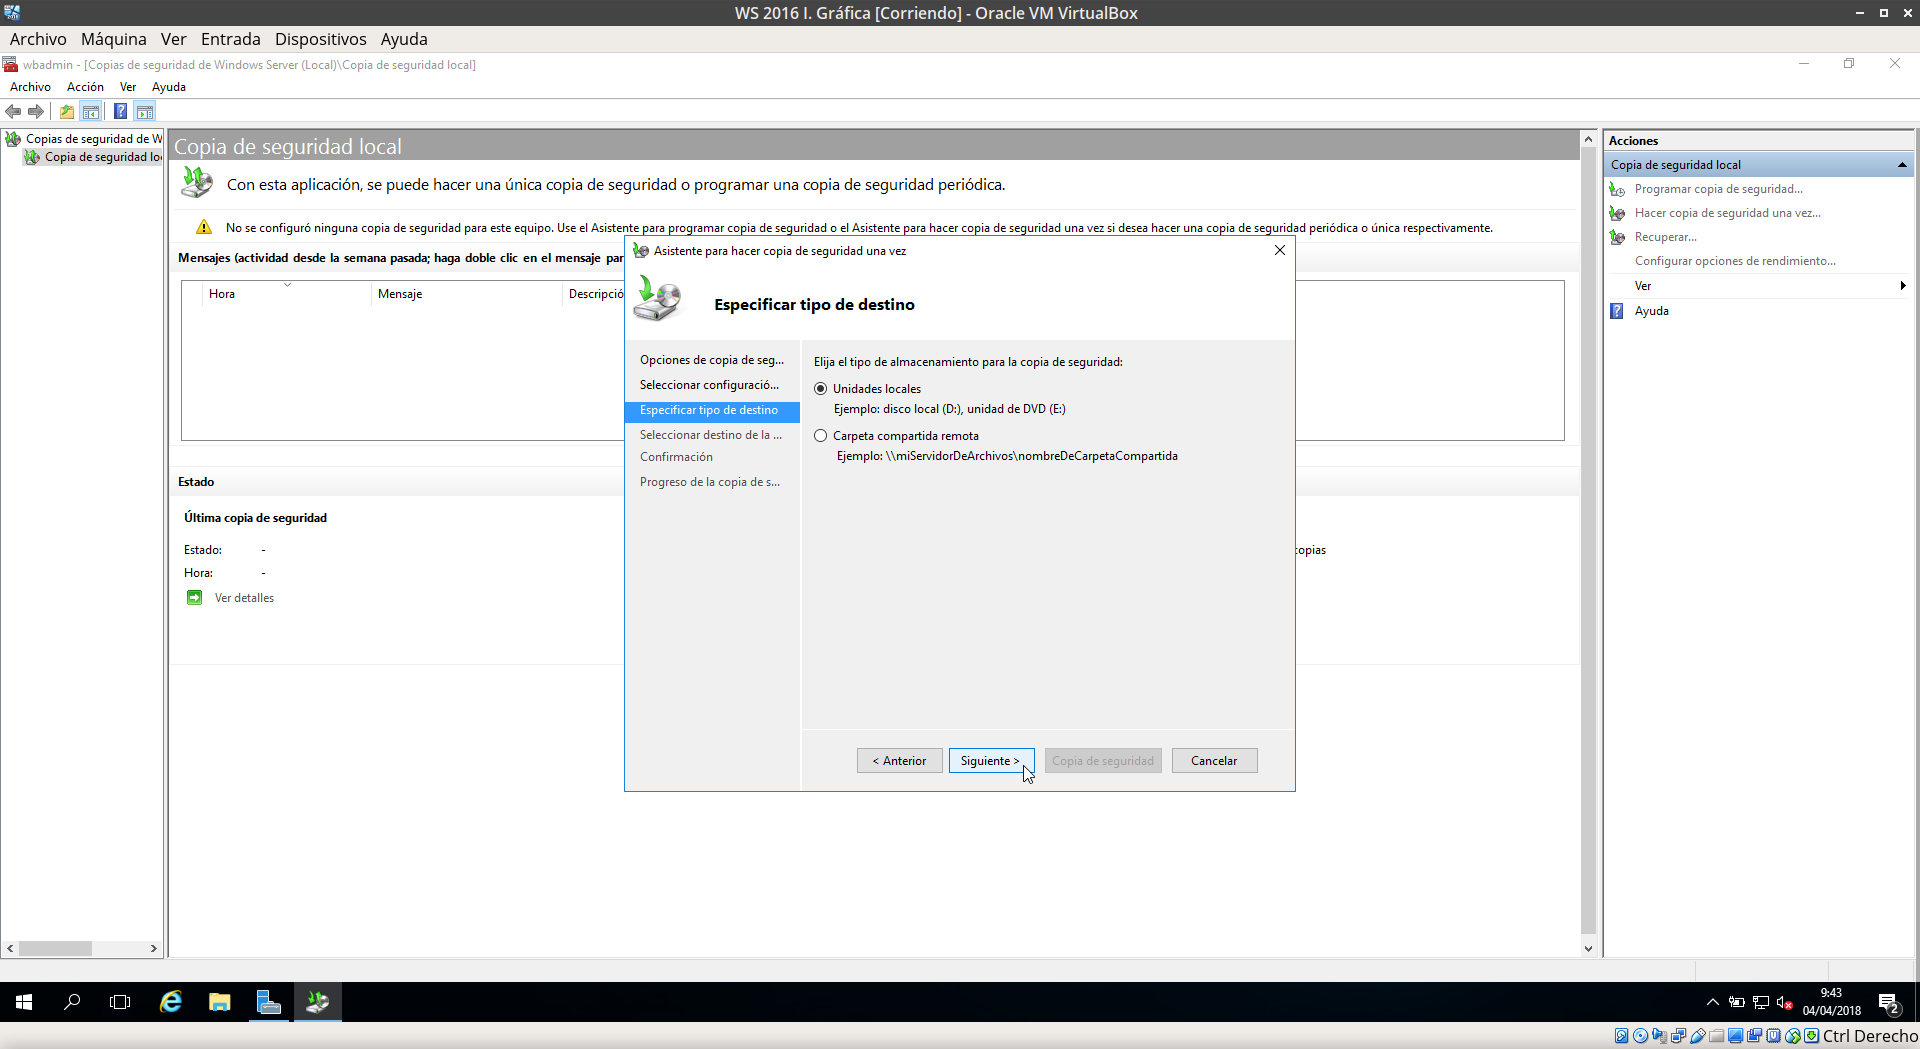 WS 2016 I. Gráfica [Corriendo] - Oracle VM VirtualBox
Archivo Máquina Ver Entrada Dispositivos Ayuda
wbadmin - [Copias de seguridad de Windows Server (Local)\Copia de seguridad local]
Archivo Acción Ver Ayuda
Copias de seguridad de W
Copia de seguridad lo
Copia de seguridad local
Con esta aplicación, se puede hacer una única copia de seguridad o programar una copia de seguridad periódica.
No se configuró ninguna copia de seguridad para este equipo. Use el Asistente para programar copia de seguridad o el Asistente para hacer copia de seguridad una vez si desea hacer una copia de seguridad periódica o única respectivamente.
Mensajes (actividad desde la semana pasada; haga doble clic en el mensaje par
Hora Mensaje Descripció
Estado
Última copia de seguridad
Estado: -
Hora: -
Ver detalles
copias
Asistente para hacer copia de seguridad una vez
Especificar tipo de destino
Opciones de copia de seg...
Seleccionar configuració...
Especificar tipo de destino
Seleccionar destino de la ...
Confirmación
Progreso de la copia de s...
Elija el tipo de almacenamiento para la copia de seguridad:
Unidades locales
Ejemplo: disco local (D:), unidad de DVD (E:)
Carpeta compartida remota
Ejemplo: \\miServidorDeArchivos\nombreDeCarpetaCompartida
< Anterior Siguiente > Copia de seguridad Cancelar
Acciones
Copia de seguridad local
Programar copia de seguridad...
Hacer copia de seguridad una vez...
Recuperar...
Configurar opciones de rendimiento...
Ver
Ayuda
9:43
04/04/2018
2
Ctrl Derecho